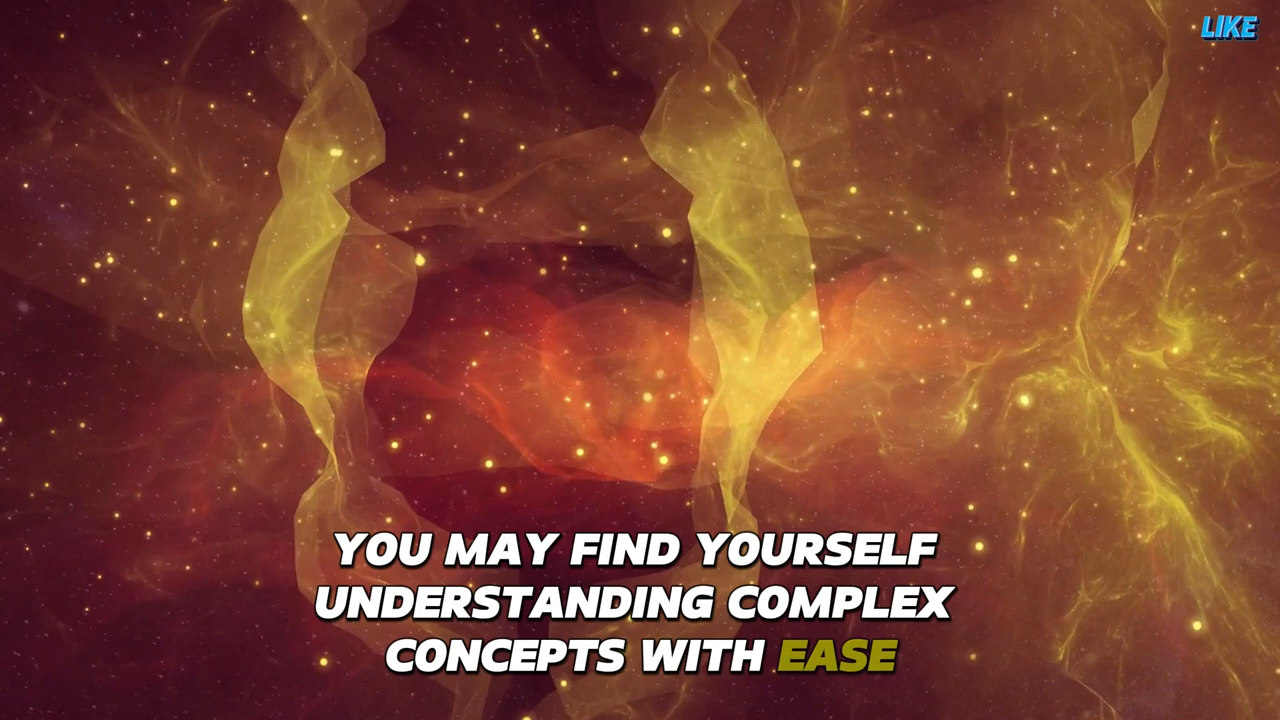 LIKE
YOU MAY FIND YOURSELF
UNDERSTANDING COMPLEX
CONCEPTS WITH EASE